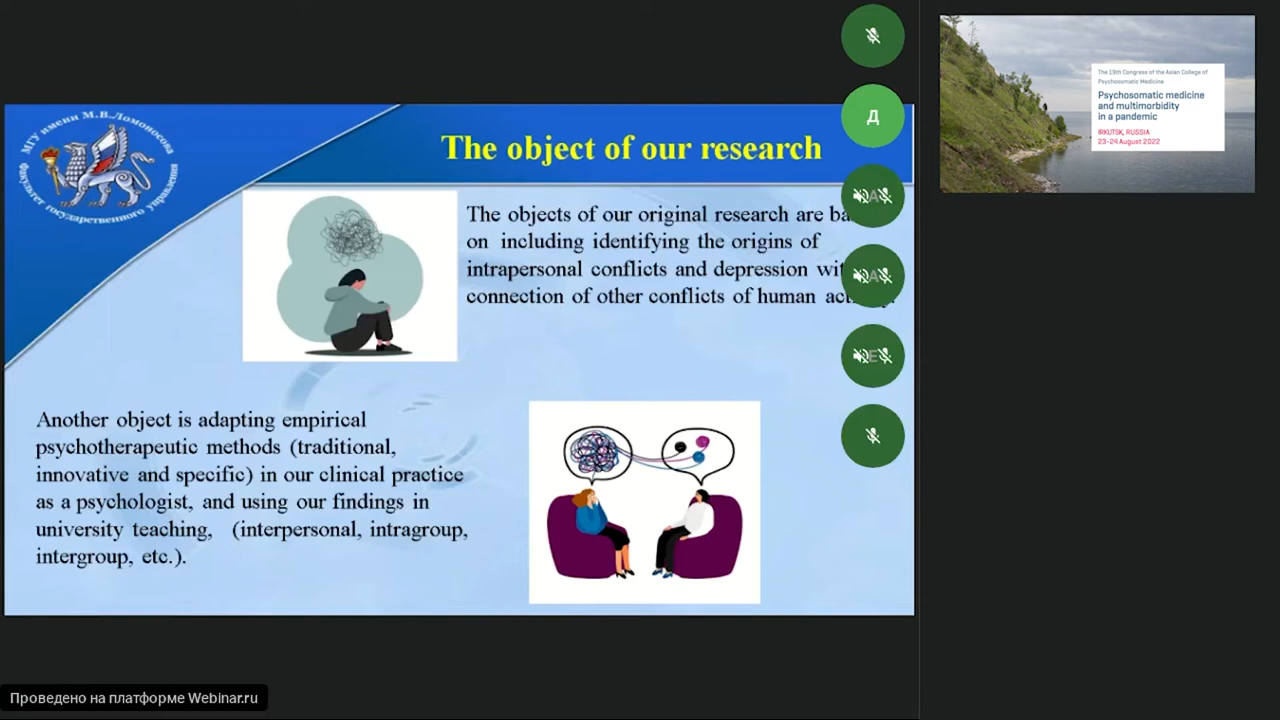 МГУ имени М.В.Ломоносова
факультет государственного управления
The object of our research
The objects of our original research are
on including identifying the origins of
intrapersonal conflicts and depression
connection of other conflicts of human
Another object is adapting empirical
psychotherapeutic methods (traditional,
innovative and specific) in our clinical practice
as a psychologist, and using our findings in
university teaching, (interpersonal, intragroup,
intergroup, etc.).
Д
A
A
E
The 19th Congress of the Asian College of
Psychosomatic Medicine
Psychosomatic medicine
and multimorbidity
in a pandemic
IRKUTSK, RUSSIA
23-24 August 2022
Проведено на платформе Webinar.ru